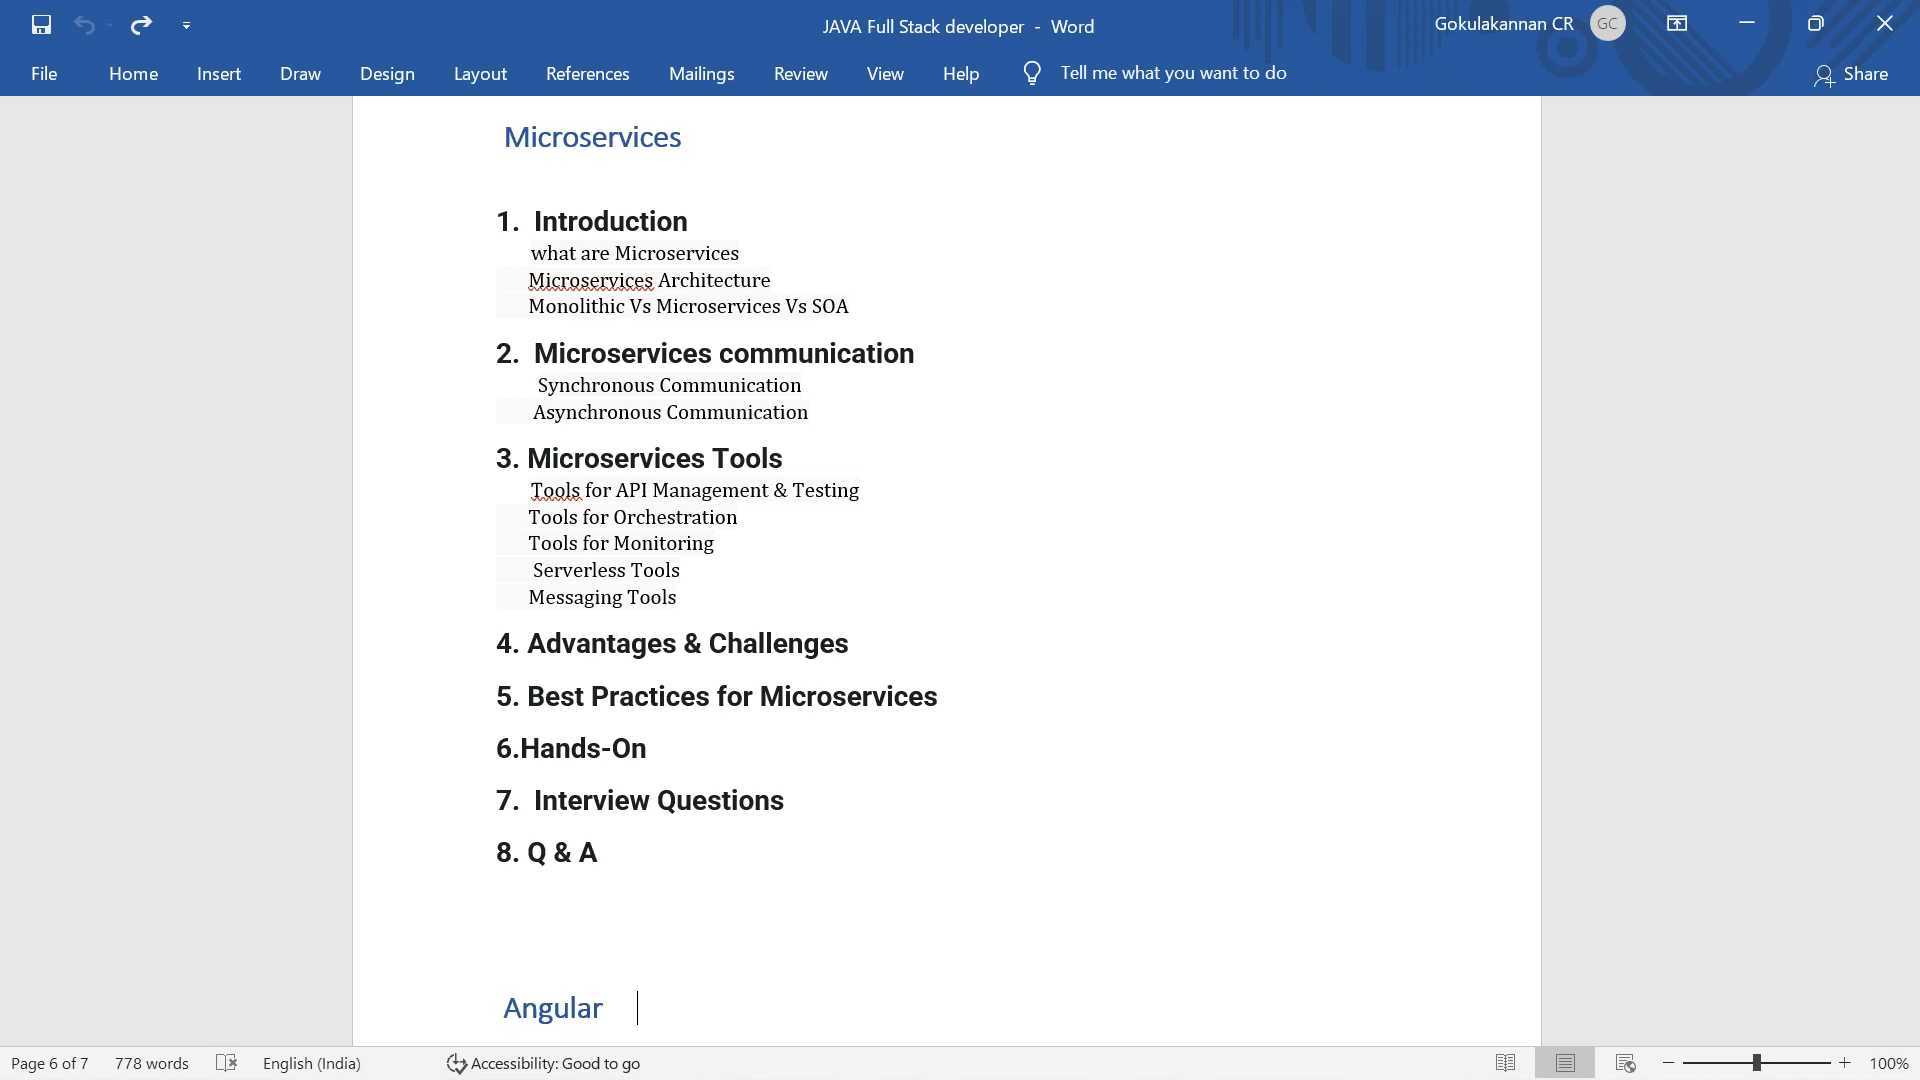 JAVA Full Stack developer - Word
Gokulakannan CR GC
File Home Insert Draw Design Layout References Mailings Review View Help Tell me what you want to do Share
Microservices
1. Introduction
what are Microservices
Microservices Architecture
Monolithic Vs Microservices Vs SOA
2. Microservices communication
Synchronous Communication
Asynchronous Communication
3. Microservices Tools
Tools for API Management & Testing
Tools for Orchestration
Tools for Monitoring
Serverless Tools
Messaging Tools
4. Advantages & Challenges
5. Best Practices for Microservices
6.Hands-On
7. Interview Questions
8. Q & A
Angular
Page 6 of 7 778 words English (India) Accessibility: Good to go 100%